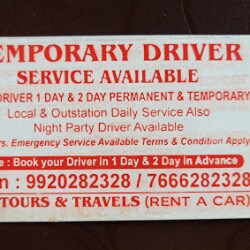 EMPORARY DRIVER
SERVICE AVAILABLE
DRIVER 1 DAY & 2 DAY PERMANENT & TEMPORARY
Local & Outstation Daily Service Also
Night Party Driver Available
rs. Emergency Service Available Terms & Condition Apply
e : Book your Driver in 1 Day & 2 Day in Advance
n : 9920282328 / 7666282328
TOURS & TRAVELS (RENT A CAR)